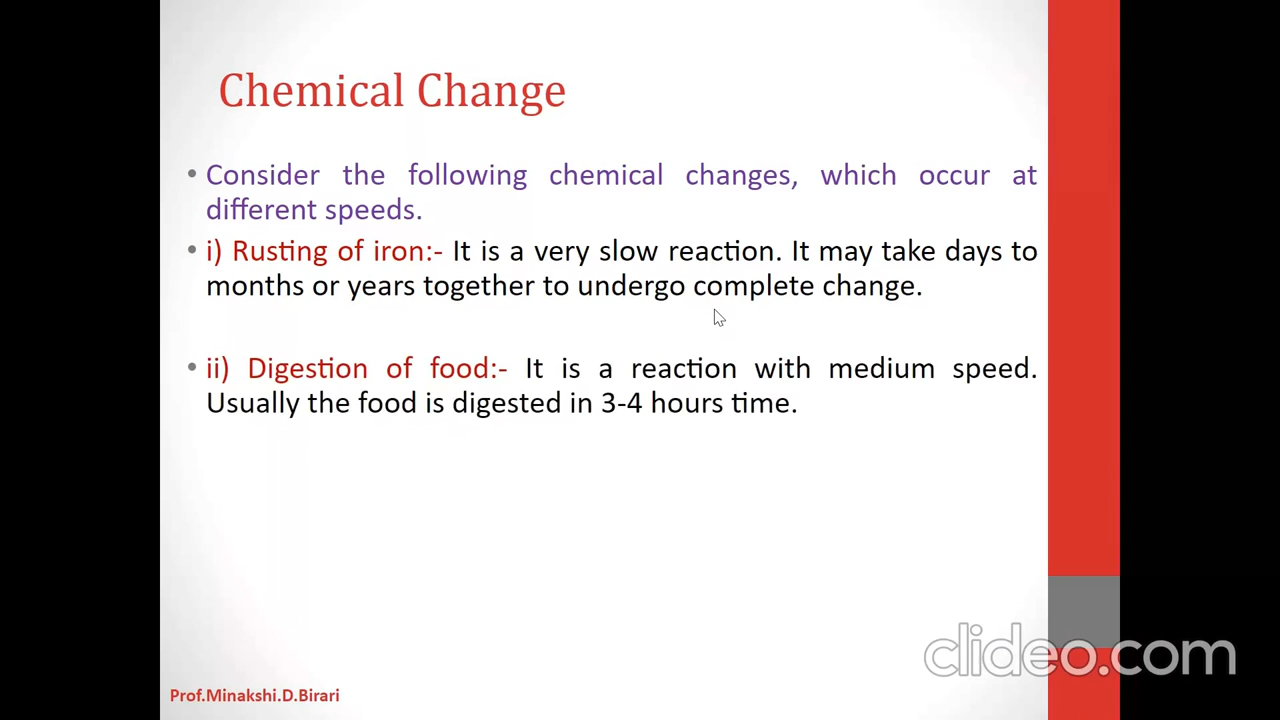 Chemical Change
• Consider the following chemical changes, which occur at
different speeds.
• i) Rusting of iron:- It is a very slow reaction. It may take days to
months or years together to undergo complete change.
• ii) Digestion of food:- It is a reaction with medium speed.
Usually the food is digested in 3-4 hours time.
clideo.com
Prof.Minakshi.D.Birari